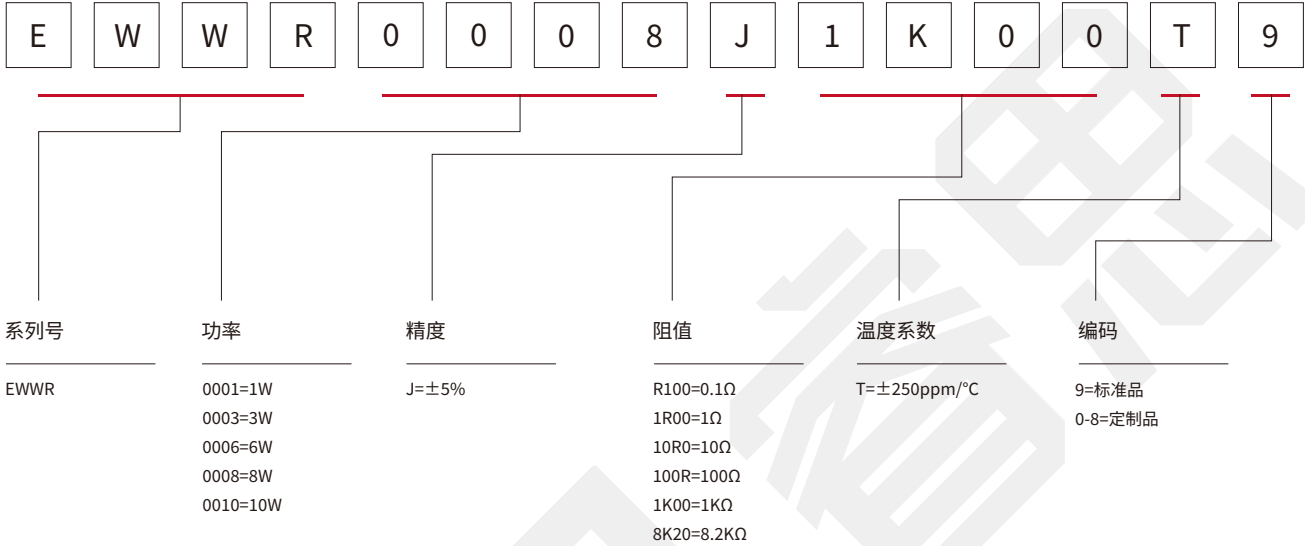 E W W R 0 0 0 8 J 1 K 0 0 T 9
系列号
EWWR
功率
0001=1W
0003=3W
0006=6W
0008=8W
0010=10W
精度
J=±5%
阻值
R100=0.1Ω
1R00=1Ω
10R0=10Ω
100R=100Ω
1K00=1KΩ
8K20=8.2KΩ
温度系数
T=±250ppm/°C
编码
9=标准品
0-8=定制品